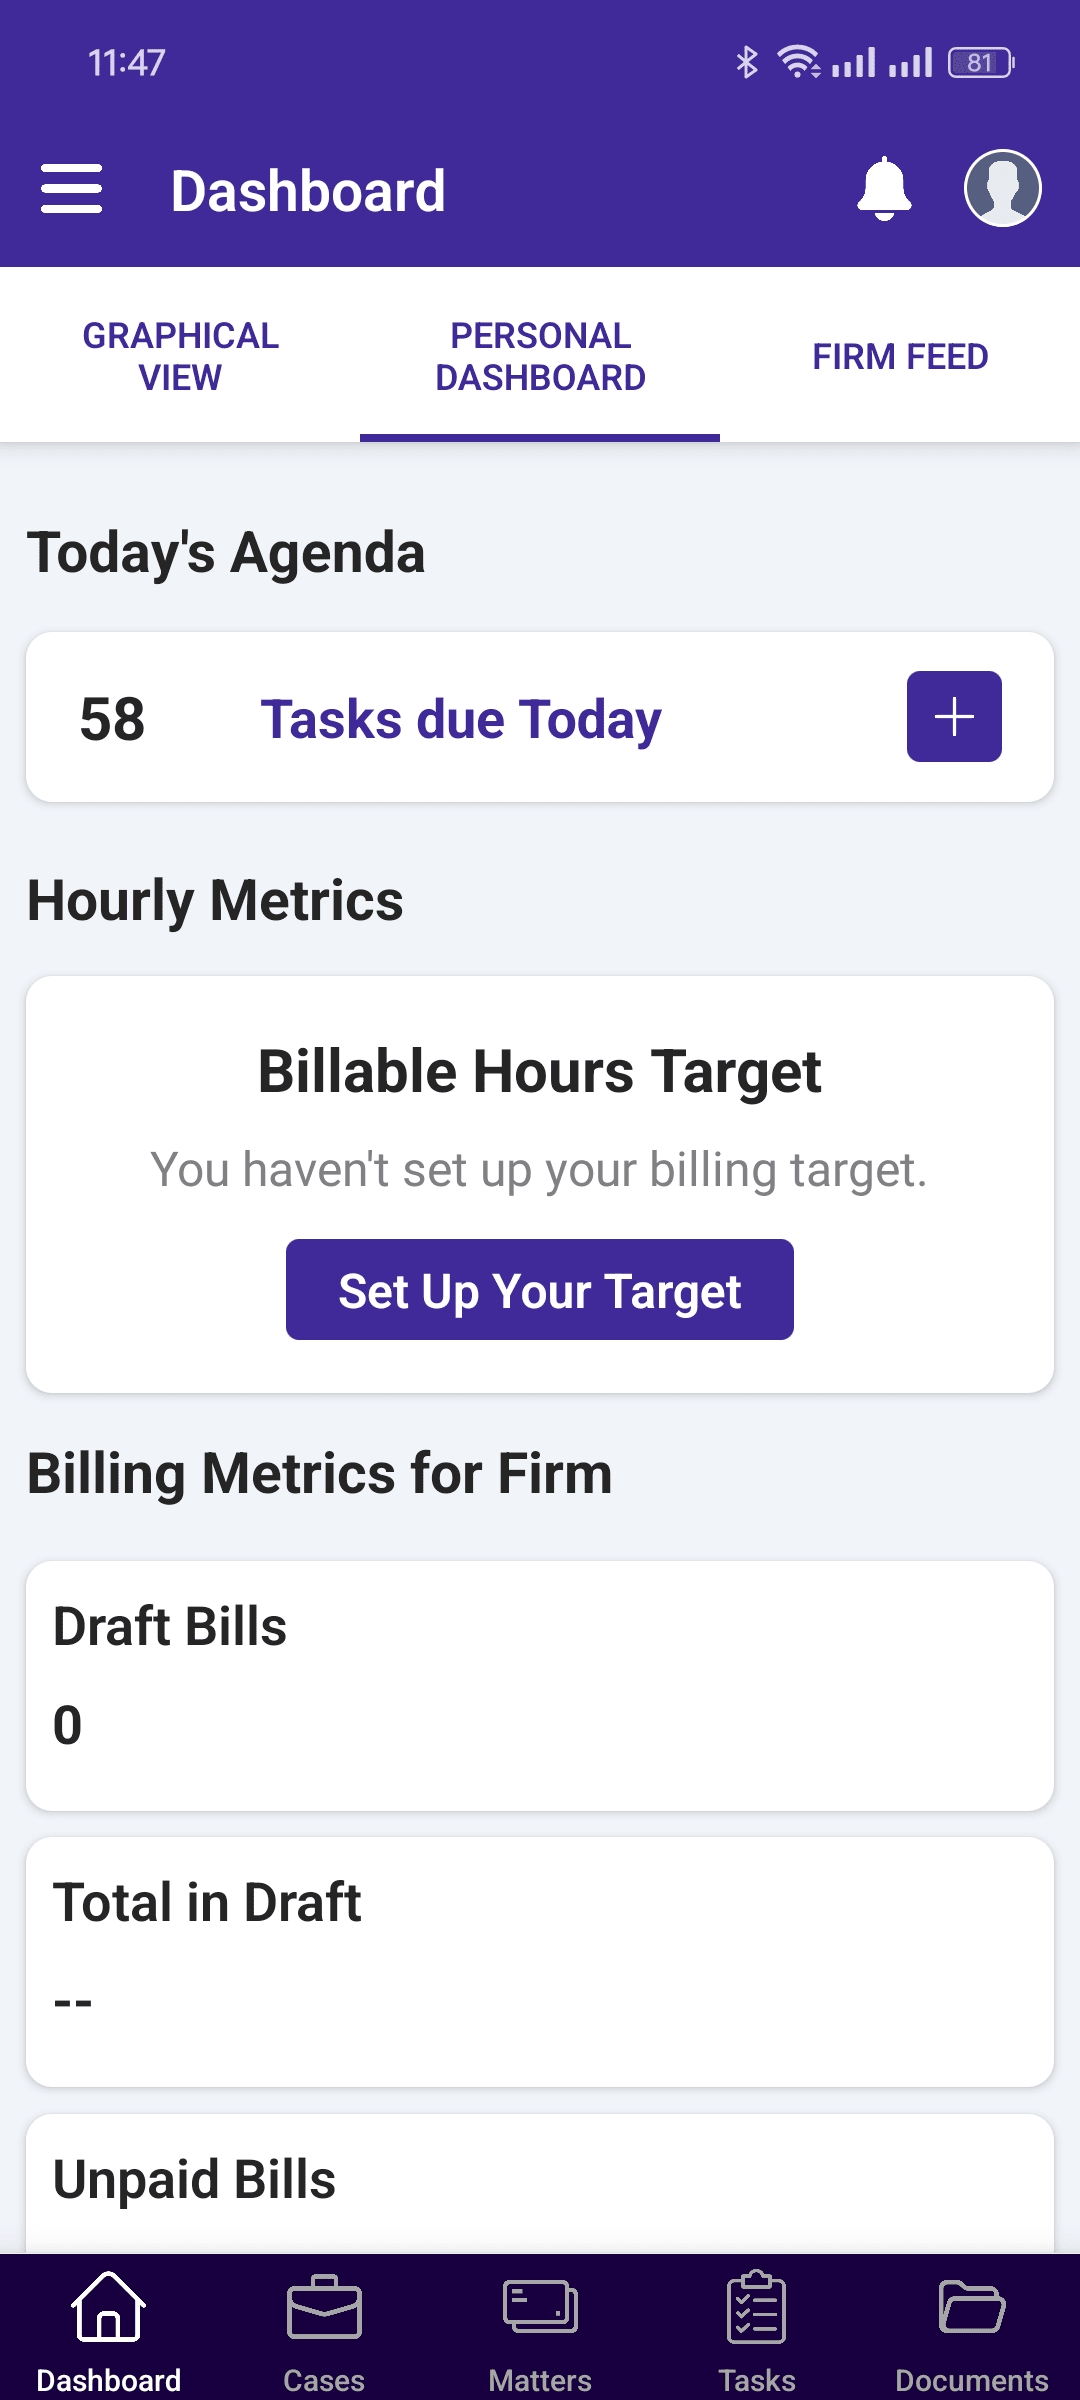 11:47
81
Dashboard
GRAPHICAL
VIEW
PERSONAL
DASHBOARD
FIRM FEED
Today's Agenda
58 Tasks due Today
Hourly Metrics
Billable Hours Target
You haven't set up your billing target.
Set Up Your Target
Billing Metrics for Firm
Draft Bills
0
Total in Draft
--
Unpaid Bills
Dashboard
Cases
Matters
Tasks
Documents